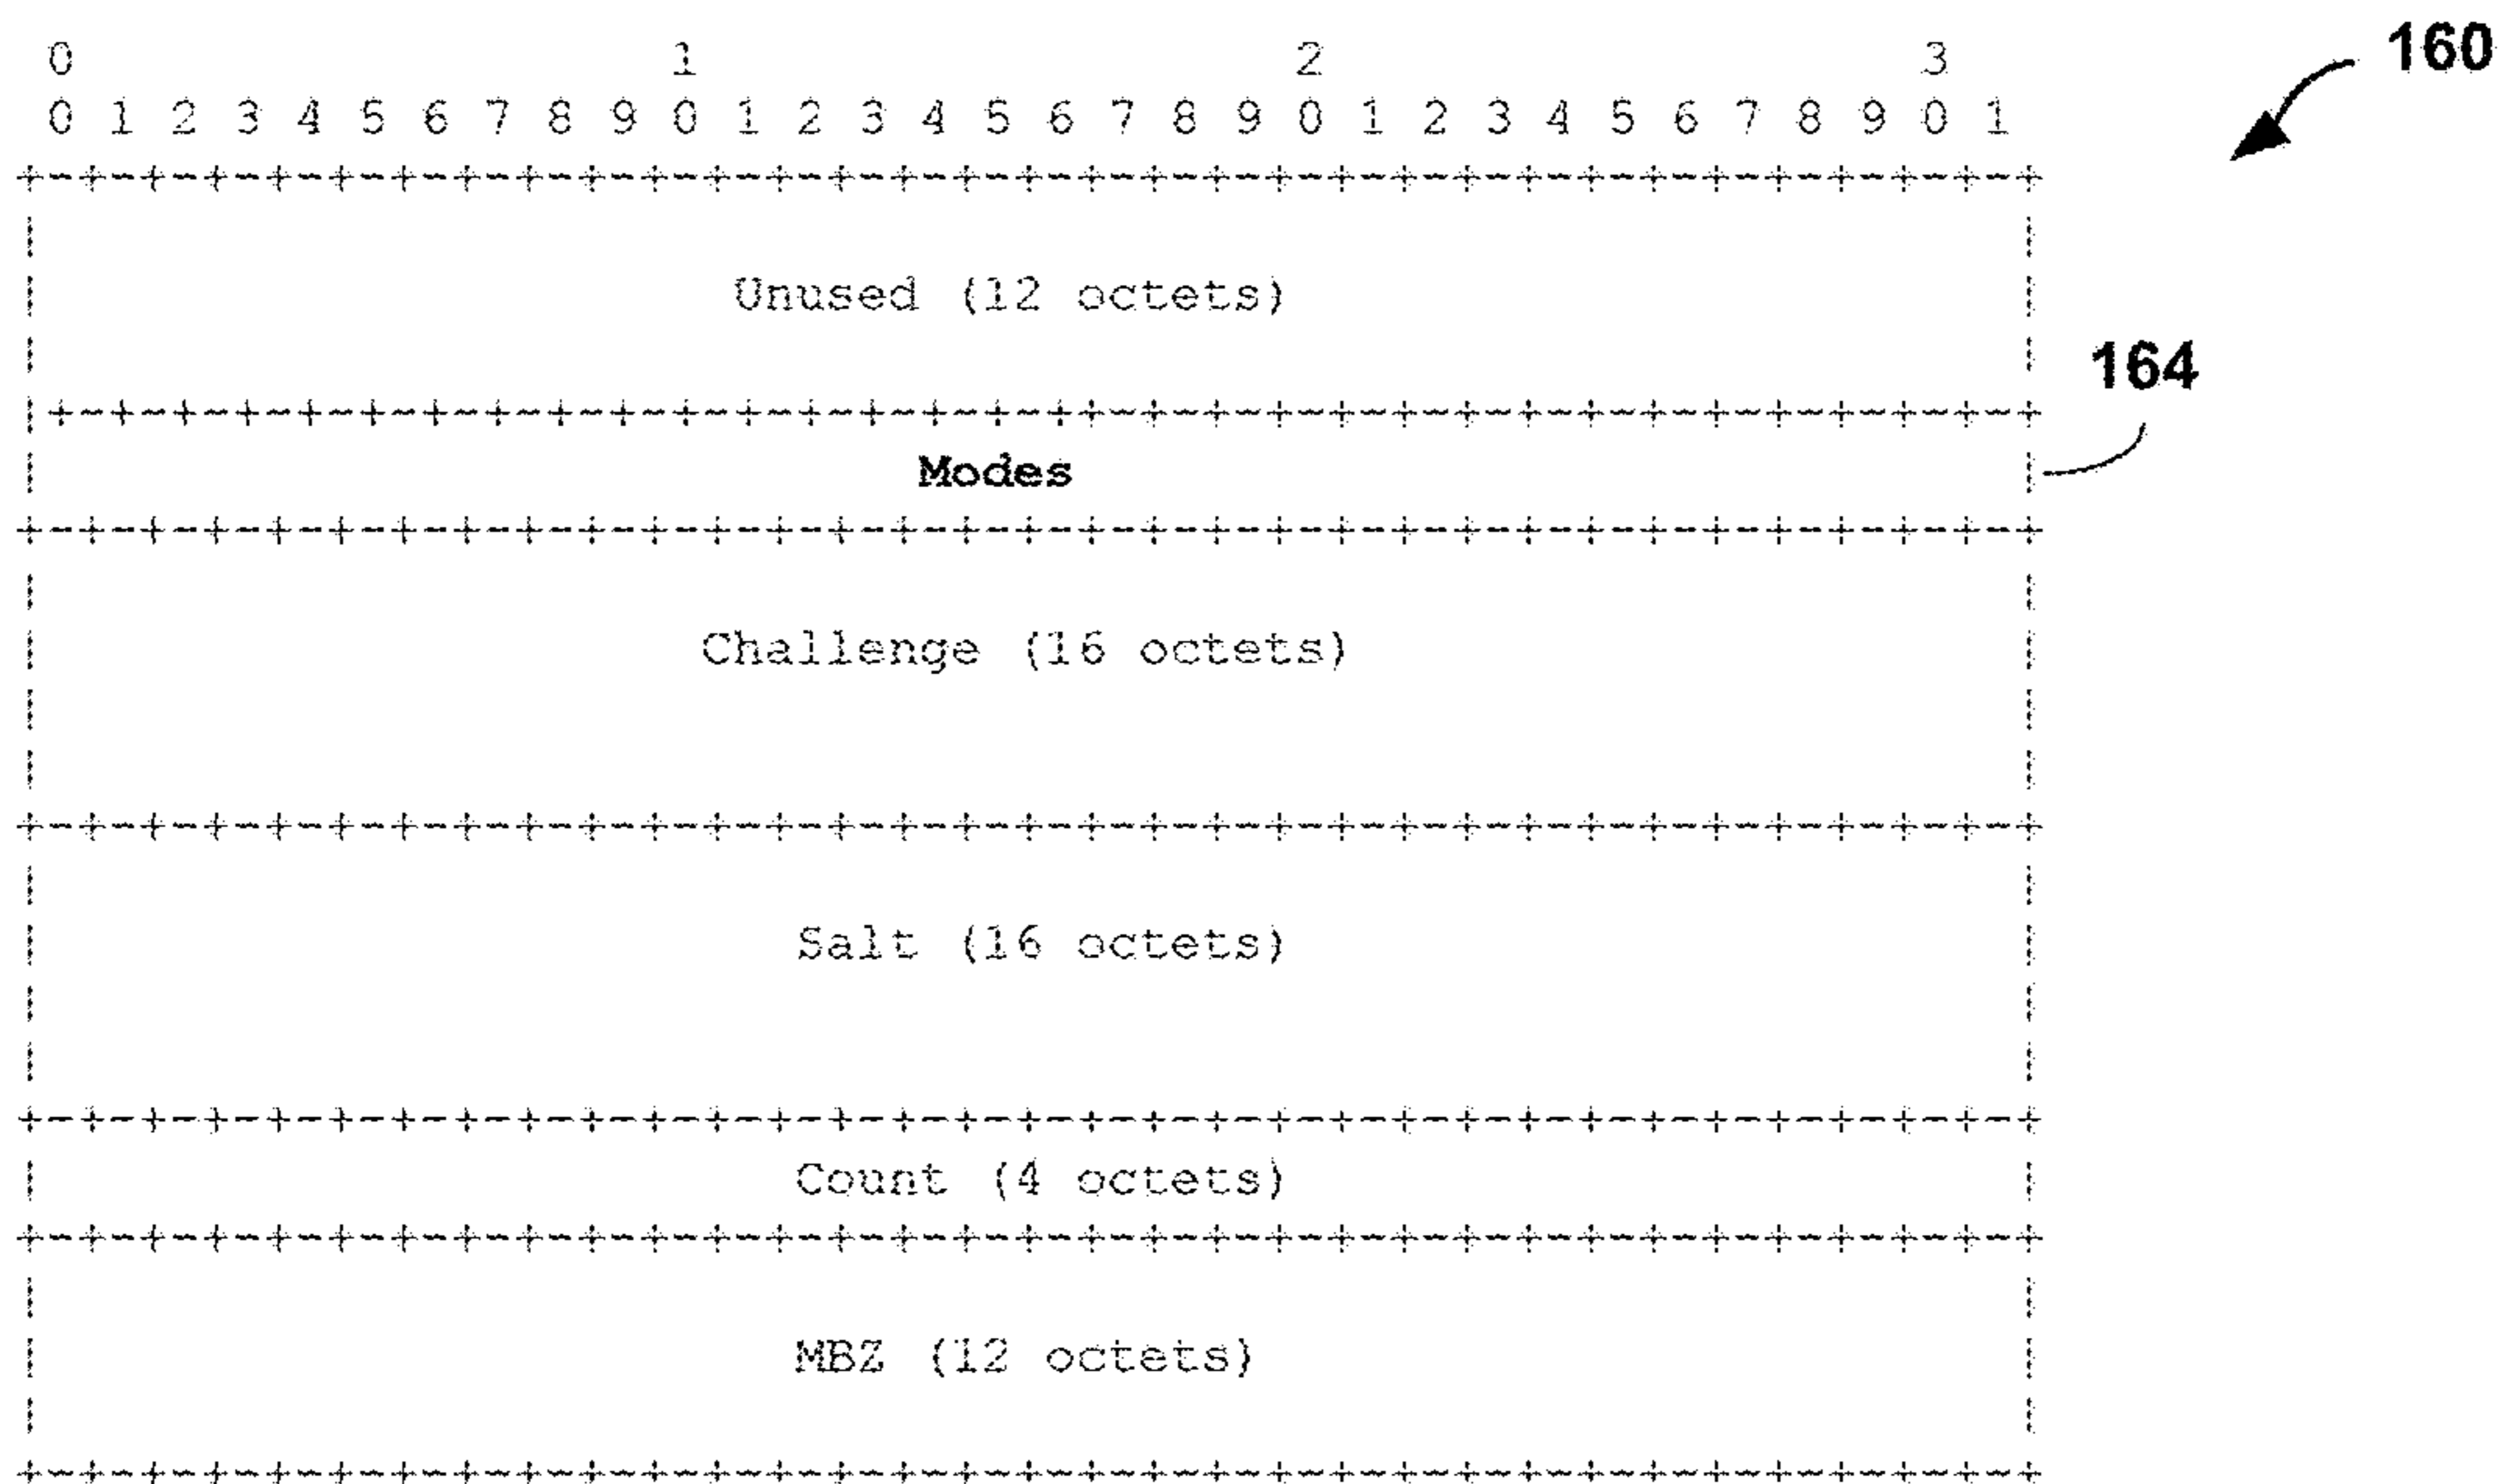 0 1 2 3 160
0 1 2 3 4 5 6 7 8 9 0 1 2 3 4 5 6 7 8 9 0 1 2 3 4 5 6 7 8 9 0 1
+-+-+-+-+-+-+-+-+-+-+-+-+-+-+-+-+-+-+-+-+-+-+-+-+-+-+-+-+-+-+-+-+
| |
| Unused (12 octets) |
| | 164
|+-+-+-+-+-+-+-+-+-+-+-+-+-+-+-+-+-+-+-+-+-+-+-+-+-+-+-+-+-+-+-+-+
| Modes |
+-+-+-+-+-+-+-+-+-+-+-+-+-+-+-+-+-+-+-+-+-+-+-+-+-+-+-+-+-+-+-+-+
| |
| Challenge (16 octets) |
| |
| |
+-+-+-+-+-+-+-+-+-+-+-+-+-+-+-+-+-+-+-+-+-+-+-+-+-+-+-+-+-+-+-+-+
| |
| Salt (16 octets) |
| |
| |
+-+-+-+-+-+-+-+-+-+-+-+-+-+-+-+-+-+-+-+-+-+-+-+-+-+-+-+-+-+-+-+-+
| Count (4 octets) |
+-+-+-+-+-+-+-+-+-+-+-+-+-+-+-+-+-+-+-+-+-+-+-+-+-+-+-+-+-+-+-+-+
| |
| MBZ (12 octets) |
| |
+-+-+-+-+-+-+-+-+-+-+-+-+-+-+-+-+-+-+-+-+-+-+-+-+-+-+-+-+-+-+-+-+